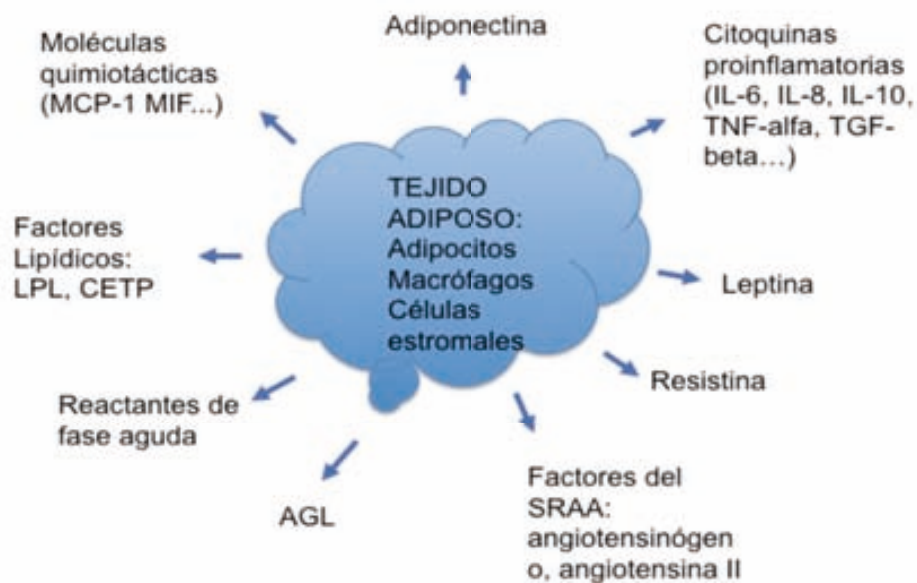 Adiponectina
Moléculas
quimiotácticas
(MCP-1 MIF...)
Citoquinas
proinflamatorias
(IL-6, IL-8, IL-10,
TNF-alfa, TGF-
beta...)
TEJIDO
ADIPOSO:
Adipocitos
Macrófagos
Células
estromales
Factores
Lipídicos:
LPL, CETP
Leptina
Resistina
Reactantes de
fase aguda
AGL
Factores del
SRAA:
angiotensinógen
o, angiotensina II